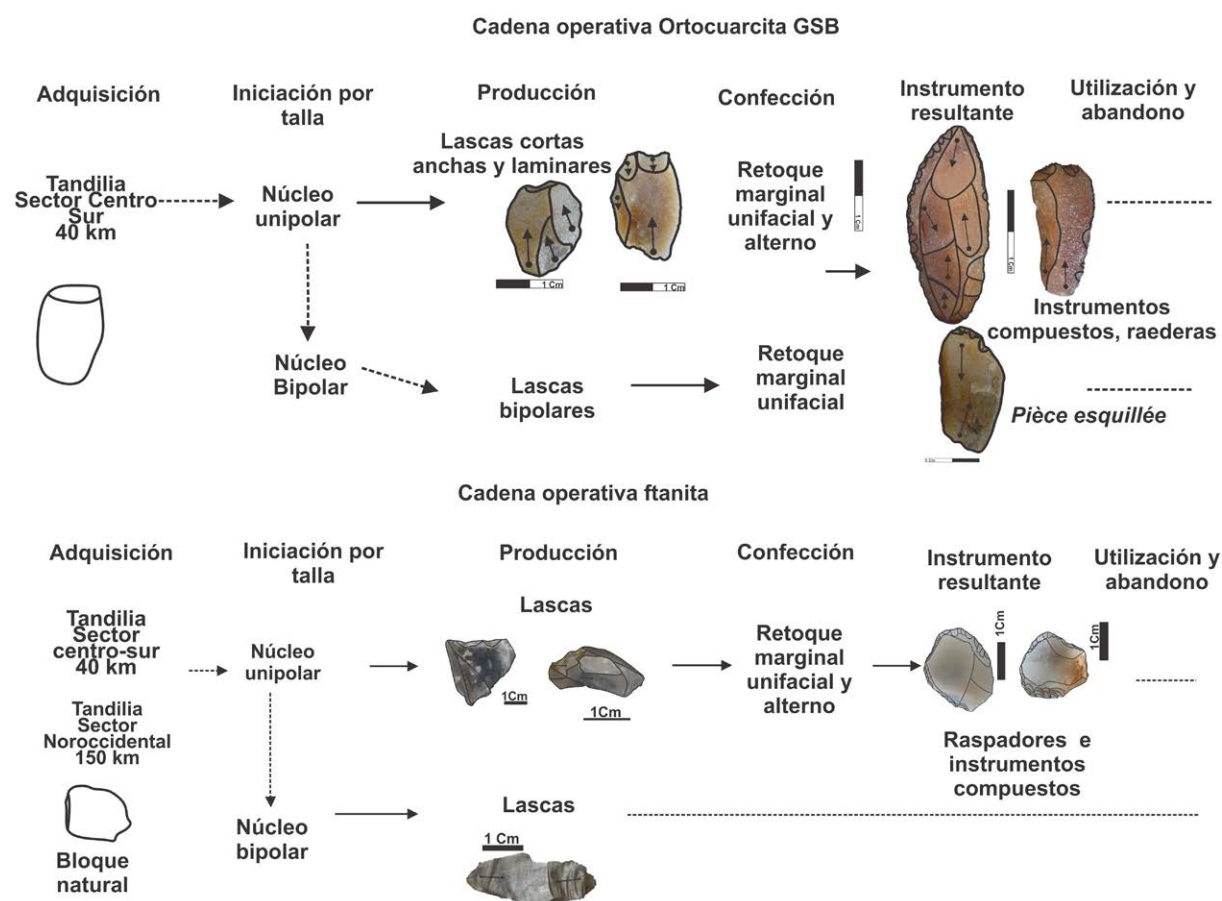 Cadena operativa Ortocuarcita GSB
Adquisición
Iniciación por
talla
Producción
Confección
Instrumento
resultante
Utilización y
abandono
Tandilia
Sector Centro
Sur
40 km
Núcleo
unipolar
Lascas cortas
anchas y laminares
1 Cm
1 Cm
Retoque
marginal
unifacial y
alterno
1 Cm
1 Cm
Instrumentos
compuestos, raederas
Núcleo
Bipolar
Lascas
bipolares
Retoque
marginal
unifacial
Pièce esquillée
Cadena operativa ftanita
Adquisición
Iniciación por
talla
Producción
Confección
Instrumento
resultante
Utilización y
abandono
Tandilia
Sector
centro-sur
40 km
Tandilia
Sector
Noroccidental
150 km
Bloque
natural
Núcleo
unipolar
Lascas
1Cm
1Cm
Retoque
marginal
unifacial y
alterno
1Cm
1Cm
Raspadores e
instrumentos
compuestos
Núcleo
bipolar
Lascas
1 Cm